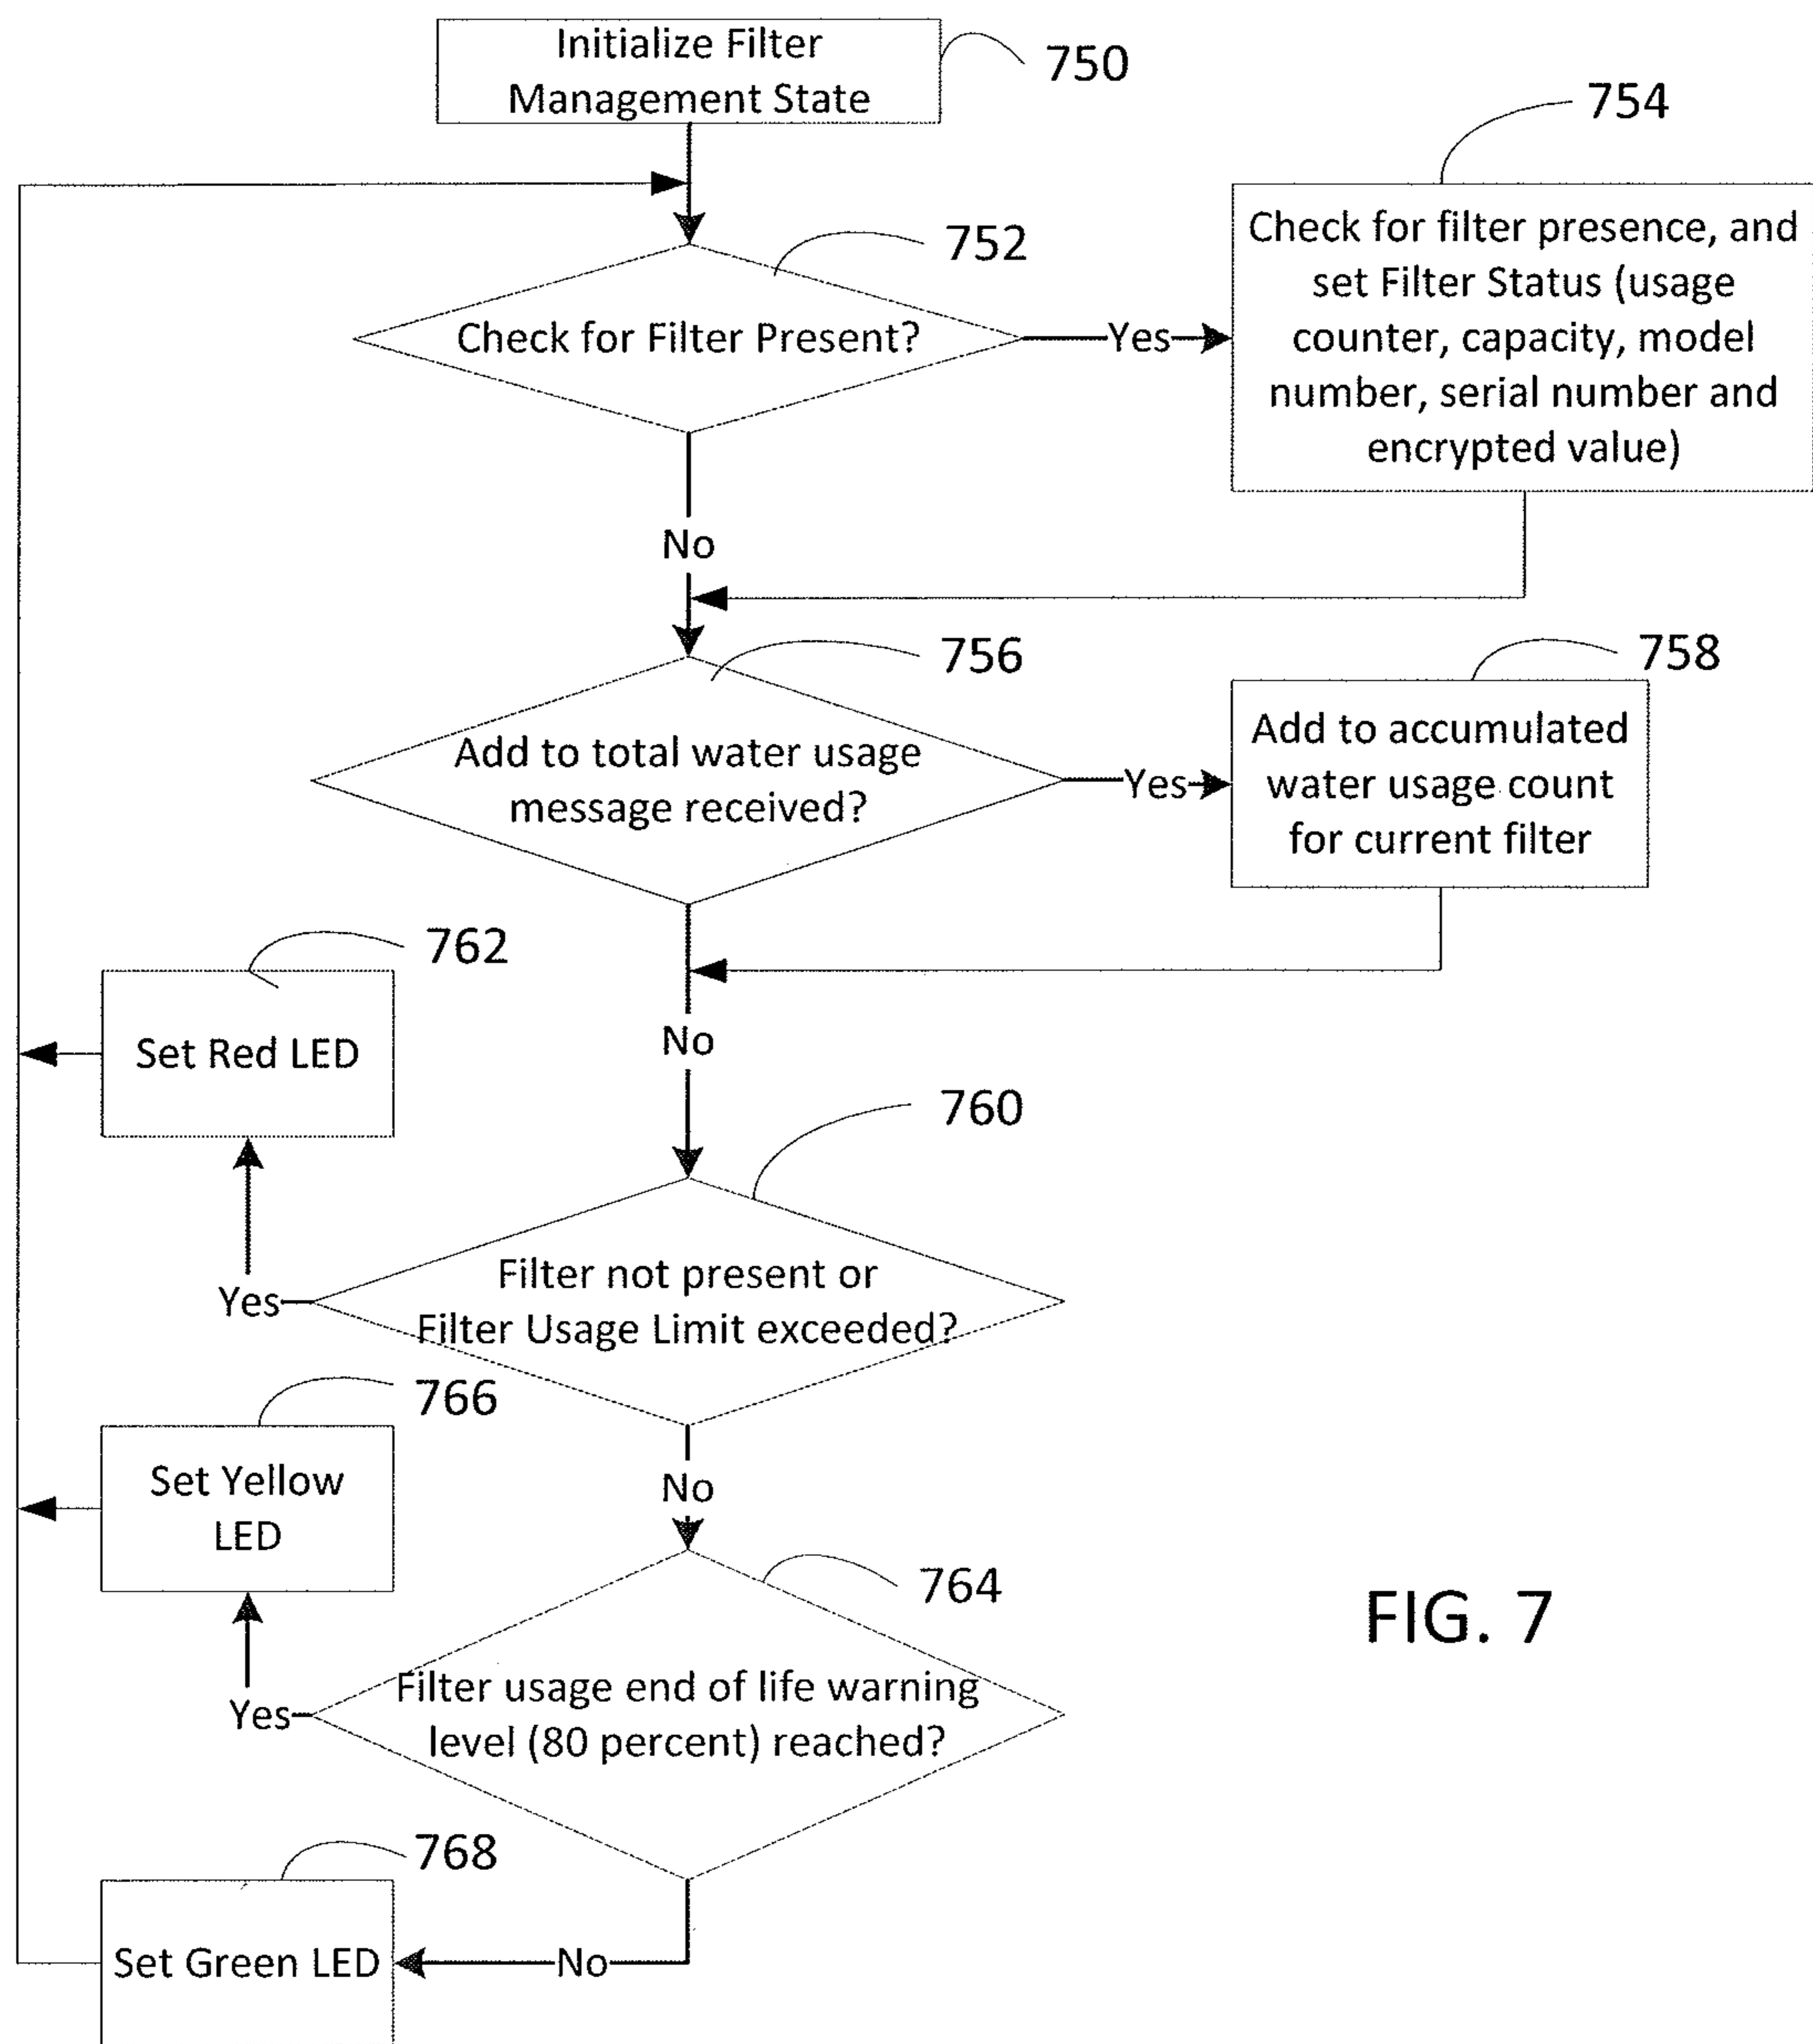 Initialize Filter
Management State
750
754
752
Check for Filter Present?
Yes
Check for filter presence, and
set Filter Status (usage
counter, capacity, model
number, serial number and
encrypted value)
No
756
758
Add to total water usage
message received?
Yes
Add to accumulated
water usage count
for current filter
762
Set Red LED
No
760
Filter not present or
Filter Usage Limit exceeded?
Yes
766
Set Yellow
LED
No
764
Filter usage end of life warning
level (80 percent) reached?
Yes
FIG. 7
768
Set Green LED
No